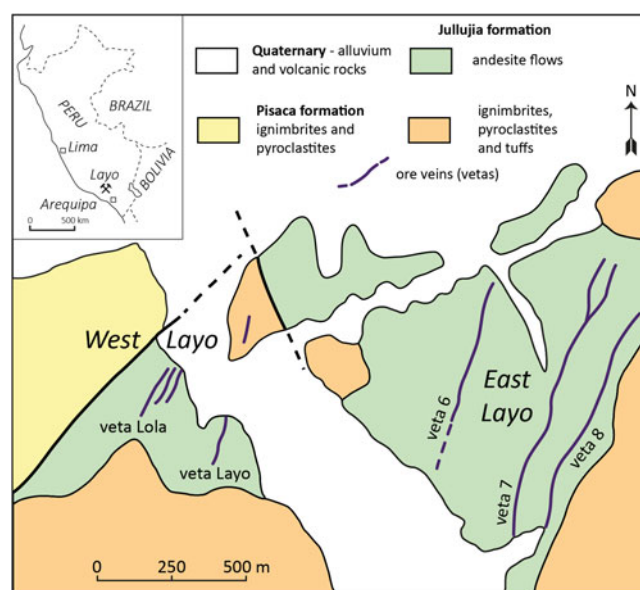 PERU
BRAZIL
Lima
Layo
BOLIVIA
Arequipa
0 500 km
Jullujia formation
Quaternary - alluvium
and volcanic rocks
andesite flows
Pisaca formation
ignimbrites and
pyroclastites
ignimbrites,
pyroclastites
and tuffs
ore veins (vetas)
N
West Layo
East
Layo
veta 6
veta 7
veta 8
veta Lola
veta Layo
0 250 500 m